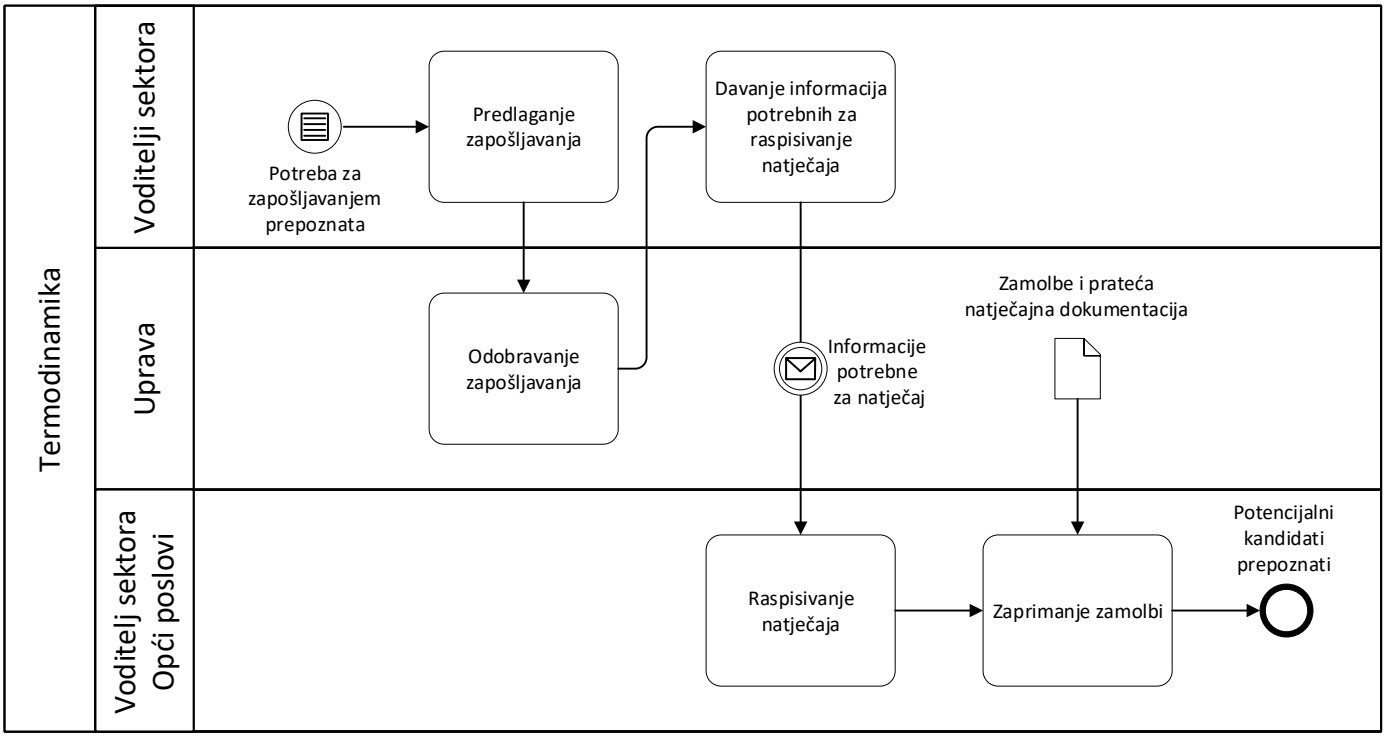 Termodinamika
Voditelji sektora
Potreba za
zapošljavanjem
prepoznata
Predlaganje
zapošljavanja
Davanje informacija
potrebnih za
raspisivanje
natječaja
Uprava
Odobravanje
zapošljavanja
Informacije
potrebne
za natječaj
Zamolbe i prateća
natječajna dokumentacija
Voditelj sektora
Opći poslovi
Raspisivanje
natječaja
Zaprimanje zamolbi
Potencijalni
kandidati
prepoznati